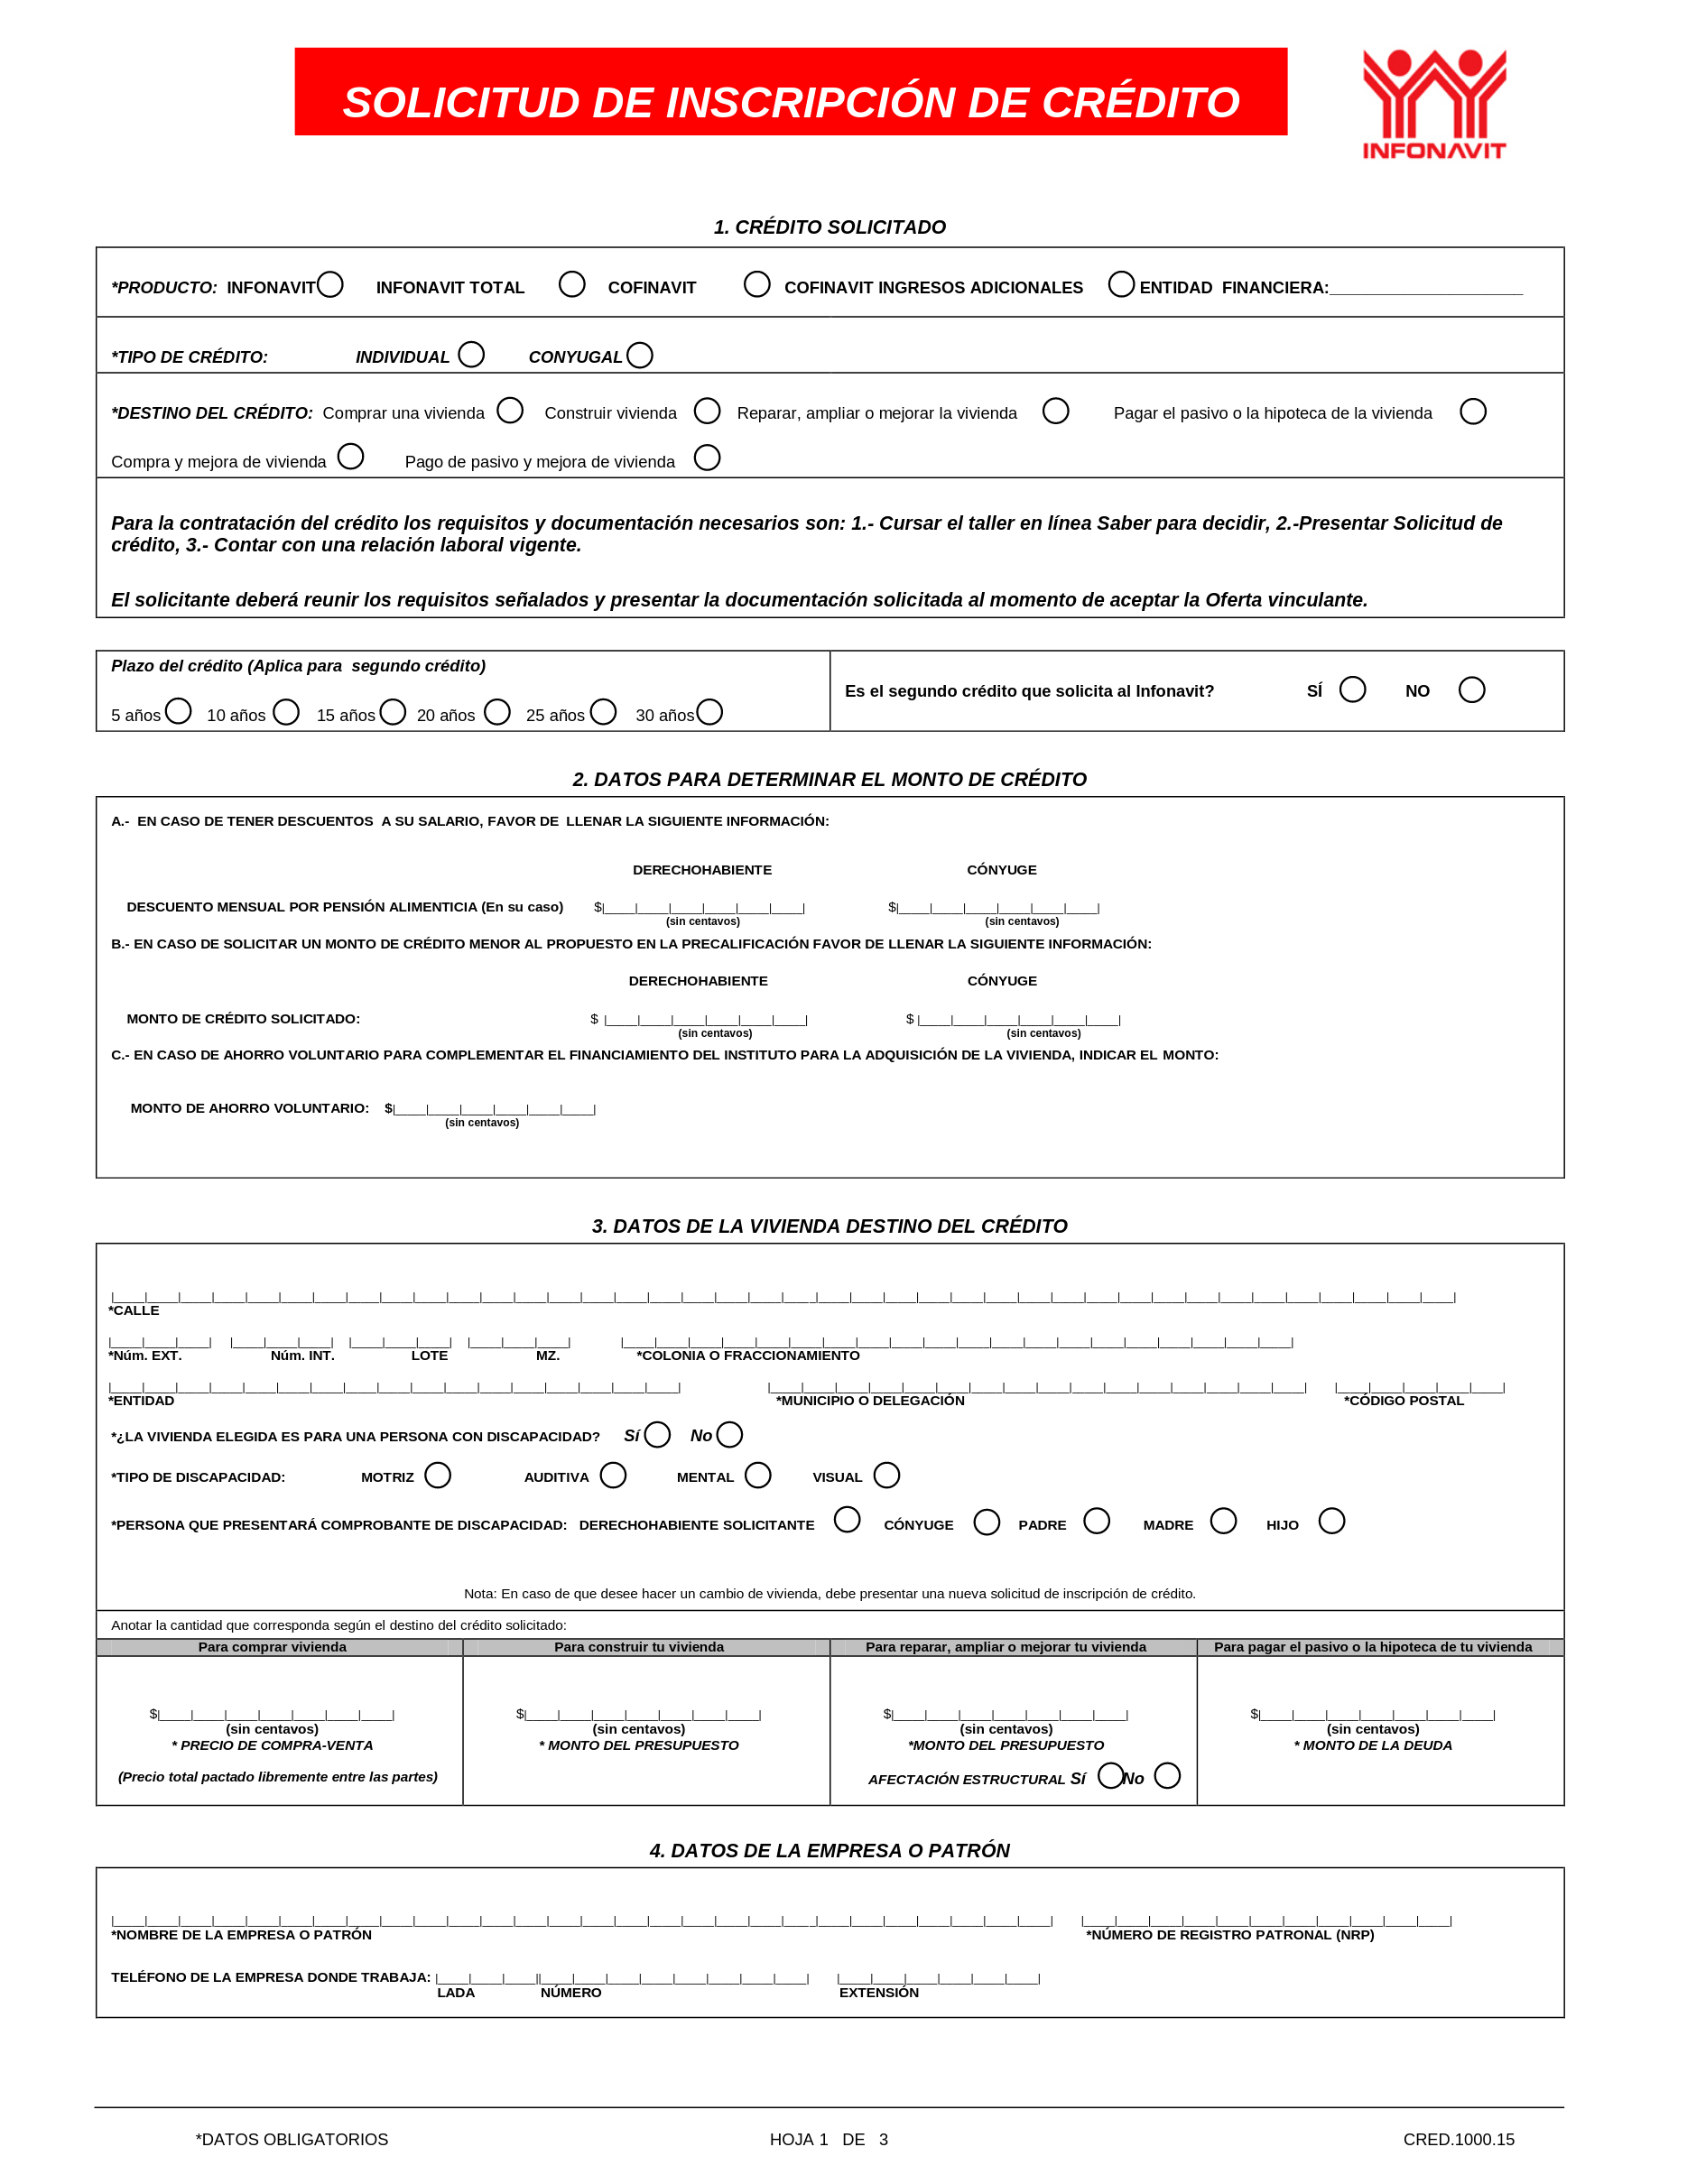 SOLICITUD DE INSCRIPCIÓN DE CRÉDITO
INFONAVIT
1. CRÉDITO SOLICITADO
*PRODUCTO: INFONAVIT INFONAVIT TOTAL COFINAVIT COFINAVIT INGRESOS ADICIONALES ENTIDAD FINANCIERA:
*TIPO DE CRÉDITO: INDIVIDUAL CONYUGAL
*DESTINO DEL CRÉDITO: Comprar una vivienda Construir vivienda Reparar, ampliar o mejorar la vivienda Pagar el pasivo o la hipoteca de la vivienda
Compra y mejora de vivienda Pago de pasivo y mejora de vivienda
Para la contratación del crédito los requisitos y documentación necesarios son: 1.- Cursar el taller en línea Saber para decidir, 2.-Presentar Solicitud de
crédito, 3.- Contar con una relación laboral vigente.
El solicitante deberá reunir los requisitos señalados y presentar la documentación solicitada al momento de aceptar la Oferta vinculante.
Plazo del crédito (Aplica para segundo crédito)
5 años 10 años 15 años 20 años 25 años 30 años
Es el segundo crédito que solicita al Infonavit? SÍ NO
2. DATOS PARA DETERMINAR EL MONTO DE CRÉDITO
A.- EN CASO DE TENER DESCUENTOS A SU SALARIO, FAVOR DE LLENAR LA SIGUIENTE INFORMACIÓN:
DERECHOHABIENTE CÓNYUGE
DESCUENTO MENSUAL POR PENSIÓN ALIMENTICIA (En su caso) $ $
(sin centavos) (sin centavos)
B.- EN CASO DE SOLICITAR UN MONTO DE CRÉDITO MENOR AL PROPUESTO EN LA PRECALIFICACIÓN FAVOR DE LLENAR LA SIGUIENTE INFORMACIÓN:
DERECHOHABIENTE CÓNYUGE
MONTO DE CRÉDITO SOLICITADO: $ $
(sin centavos) (sin centavos)
C.- EN CASO DE AHORRO VOLUNTARIO PARA COMPLEMENTAR EL FINANCIAMIENTO DEL INSTITUTO PARA LA ADQUISICIÓN DE LA VIVIENDA, INDICAR EL MONTO:
MONTO DE AHORRO VOLUNTARIO: $
(sin centavos)
3. DATOS DE LA VIVIENDA DESTINO DEL CRÉDITO
*CALLE
*Núm. EXT. Núm. INT. LOTE MZ. *COLONIA O FRACCIONAMIENTO
*ENTIDAD *MUNICIPIO O DELEGACIÓN *CÓDIGO POSTAL
*¿LA VIVIENDA ELEGIDA ES PARA UNA PERSONA CON DISCAPACIDAD? Sí No
*TIPO DE DISCAPACIDAD: MOTRIZ AUDITIVA MENTAL VISUAL
*PERSONA QUE PRESENTARÁ COMPROBANTE DE DISCAPACIDAD: DERECHOHABIENTE SOLICITANTE CÓNYUGE PADRE MADRE HIJO
Nota: En caso de que desee hacer un cambio de vivienda, debe presentar una nueva solicitud de inscripción de crédito.
Anotar la cantidad que corresponda según el destino del crédito solicitado:
Para comprar vivienda Para construir tu vivienda Para reparar, ampliar o mejorar tu vivienda Para pagar el pasivo o la hipoteca de tu vivienda
$ $ $ $
(sin centavos) (sin centavos) (sin centavos) (sin centavos)
* PRECIO DE COMPRA-VENTA * MONTO DEL PRESUPUESTO *MONTO DEL PRESUPUESTO * MONTO DE LA DEUDA
(Precio total pactado libremente entre las partes) AFECTACIÓN ESTRUCTURAL Sí No
4. DATOS DE LA EMPRESA O PATRÓN
*NOMBRE DE LA EMPRESA O PATRÓN *NÚMERO DE REGISTRO PATRONAL (NRP)
TELÉFONO DE LA EMPRESA DONDE TRABAJA:
LADA NÚMERO EXTENSIÓN
*DATOS OBLIGATORIOS HOJA 1 DE 3 CRED.1000.15